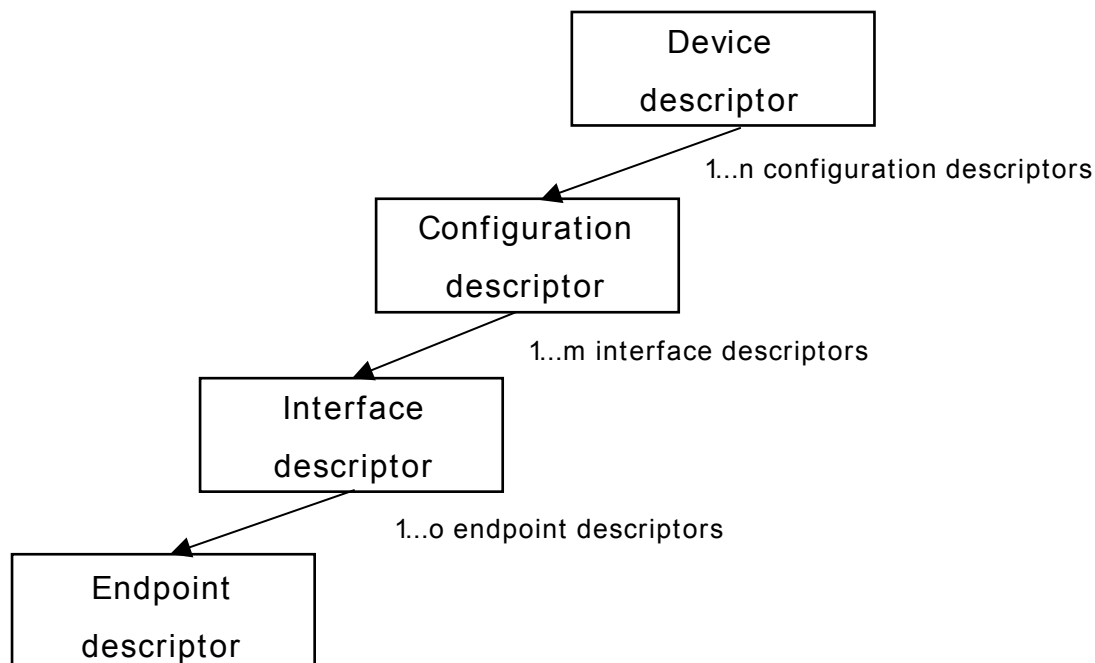 Device
descriptor
1...n configuration descriptors
Configuration
descriptor
1...m interface descriptors
Interface
descriptor
1...o endpoint descriptors
Endpoint
descriptor